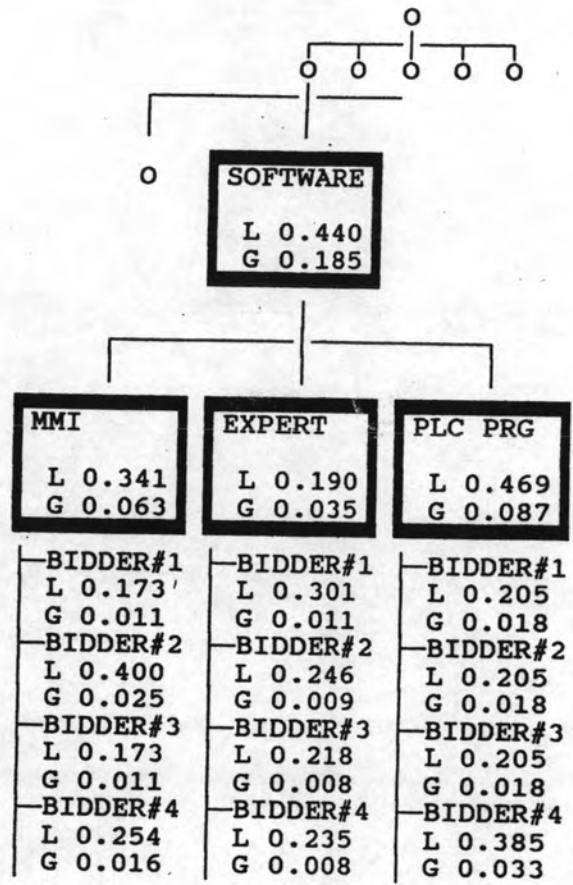 O
O O O O O
O
SOFTWARE
L 0.440
G 0.185
MMI
L 0.341
G 0.063
BIDDER#1
L 0.173
G 0.011
BIDDER#2
L 0.400
G 0.025
BIDDER#3
L 0.173
G 0.011
BIDDER#4
L 0.254
G 0.016
EXPERT
L 0.190
G 0.035
BIDDER#1
L 0.301
G 0.011
BIDDER#2
L 0.246
G 0.009
BIDDER#3
L 0.218
G 0.008
BIDDER#4
L 0.235
G 0.008
PLC PRG
L 0.469
G 0.087
BIDDER#1
L 0.205
G 0.018
BIDDER#2
L 0.205
G 0.018
BIDDER#3
L 0.205
G 0.018
BIDDER#4
L 0.385
G 0.033